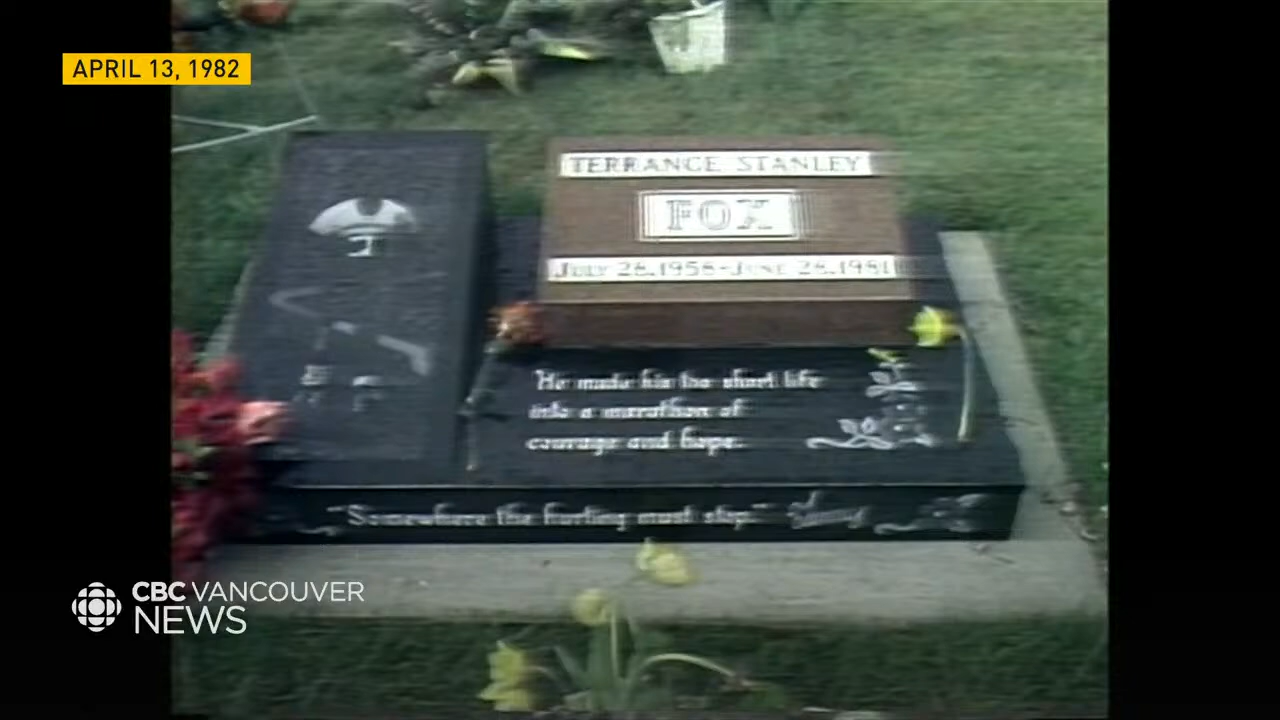 APRIL 13, 1982
TERRANCE STANLEY
FOX
JULY 28, 1958-JUNE 28, 1981
He made his too short life
into a marathon of
courage and hope.
"Somewhere the hurting must stop."
CBC VANCOUVER
NEWS